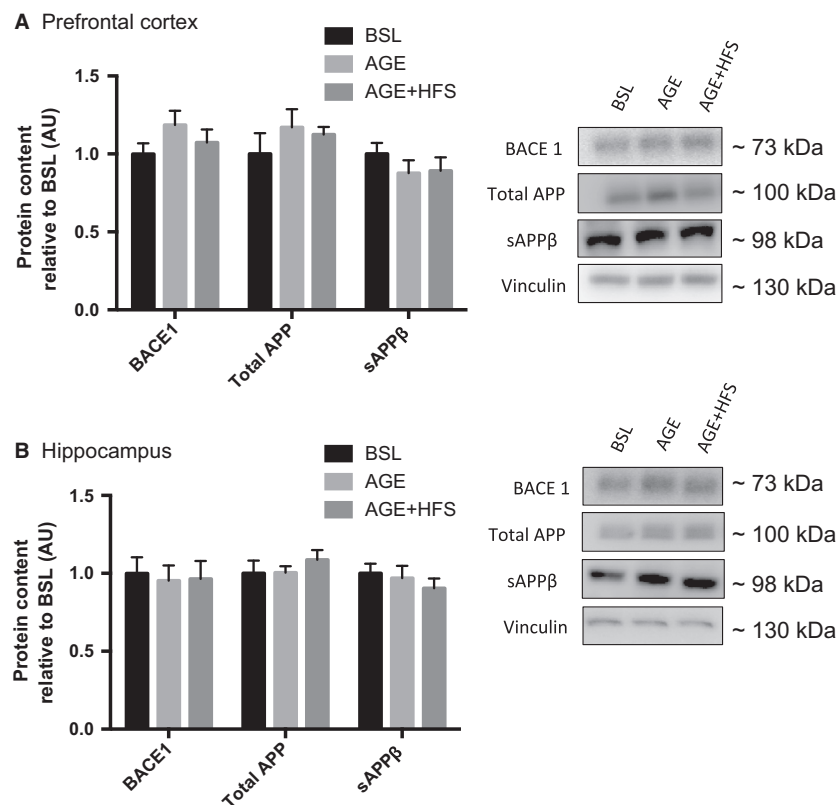 A Prefrontal cortex
BSL
AGE
AGE+HFS
Protein content
relative to BSL (AU)
1.5
1.0
0.5
0.0
BACE1
Total APP
sAPPβ
BSL
AGE
AGE+HFS
BACE 1
~ 73 kDa
Total APP
~ 100 kDa
sAPPβ
~ 98 kDa
Vinculin
~ 130 kDa
B Hippocampus
BSL
AGE
AGE+HFS
Protein content
relative to BSL (AU)
1.5
1.0
0.5
0.0
BACE1
Total APP
sAPPβ
BSL
AGE
AGE+HFS
BACE 1
~ 73 kDa
Total APP
~ 100 kDa
sAPPβ
~ 98 kDa
Vinculin
~ 130 kDa